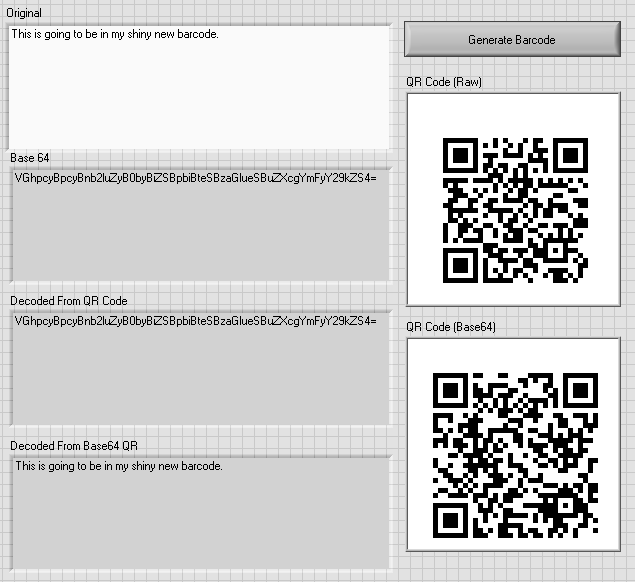 Original
This is going to be in my shiny new barcode.
Generate Barcode
QR Code (Raw)
Base 64
VGhpcyBpcyBnb2luZyB0byBiZSBpbiBteSBzaGlueSBuZXcgYmFyY29kZS4=
Decoded From QR Code
VGhpcyBpcyBnb2luZyB0byBiZSBpbiBteSBzaGlueSBuZXcgYmFyY29kZS4=
QR Code (Base64)
Decoded From Base64 QR
This is going to be in my shiny new barcode.